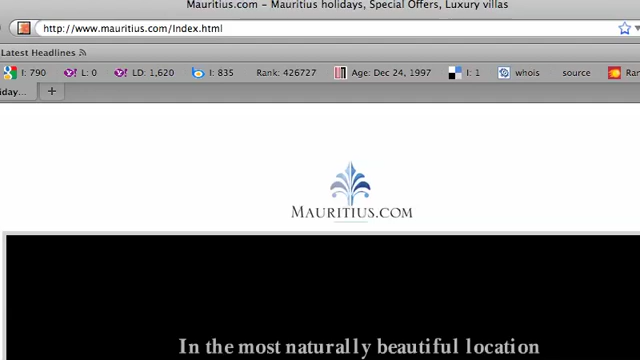 Mauritius.com - Mauritius holidays, Special Offers, Luxury villas
http://www.mauritius.com/Index.html
Latest Headlines
I: 790 L: 0 LD: 1,620 I: 835 Rank: 426727 Age: Dec 24, 1997 I: 1 whois source Ran
iday... +
MAURITIUS.COM
In the most naturally beautiful location